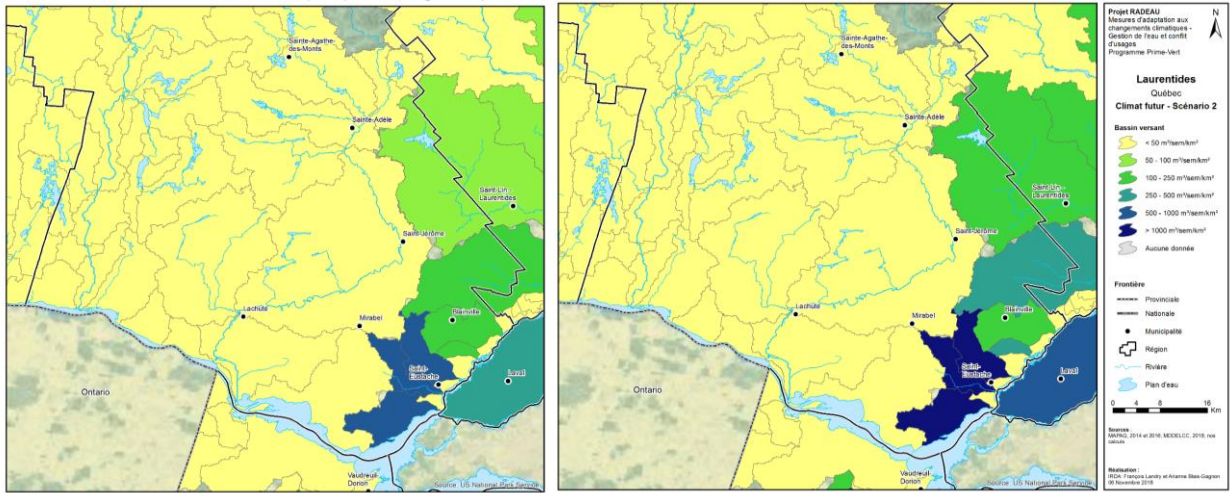 Sainte-Agathe-
des-Monts
Sainte-Adèle
Saint-Lin--
Laurentides
Saint-Jérôme
Lachute
Mirabel
Blainville
Saint-
Eustache
Laval
Ontario
Vaudreuil-
Dorion
Source: US National Park Service
Sainte-Agathe-
des-Monts
Sainte-Adèle
Saint-Lin--
Laurentides
Saint-Jérôme
Lachute
Mirabel
Blainville
Saint-
Eustache
Laval
Ontario
Vaudreuil-
Dorion
Source: US National Park Service
Projet RADEAU
Mesures d'adaptation aux
changements climatiques -
Gestion de l'eau et conflit
d'usages
Programme Prime-Vert
N
Laurentides
Québec
Climat futur - Scénario 2
Bassin versant
< 50 m³/sem/km²
50 - 100 m³/sem/km²
100 - 250 m³/sem/km²
250 - 500 m³/sem/km²
500 - 1000 m³/sem/km²
> 1000 m³/sem/km²
Aucune donnée
Frontière
Provinciale
Nationale
Municipalité
Région
Rivière
Plan d'eau
0 4 8 16
Km
Sources :
MAPAQ, 2014 et 2016; MDDELCC, 2018; nos
calculs
Réalisation :
IRDA: François Landry et Arianne Blais-Gagnon;
06 Novembre 2018